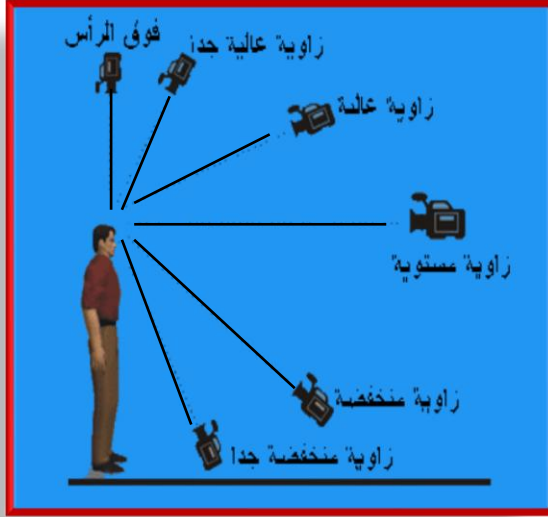 فوق الرأس
زاوية عالية جدا
زاوية عالية
زاوية مستوية
زاوية منخفضة
زاوية منخفضة جدا